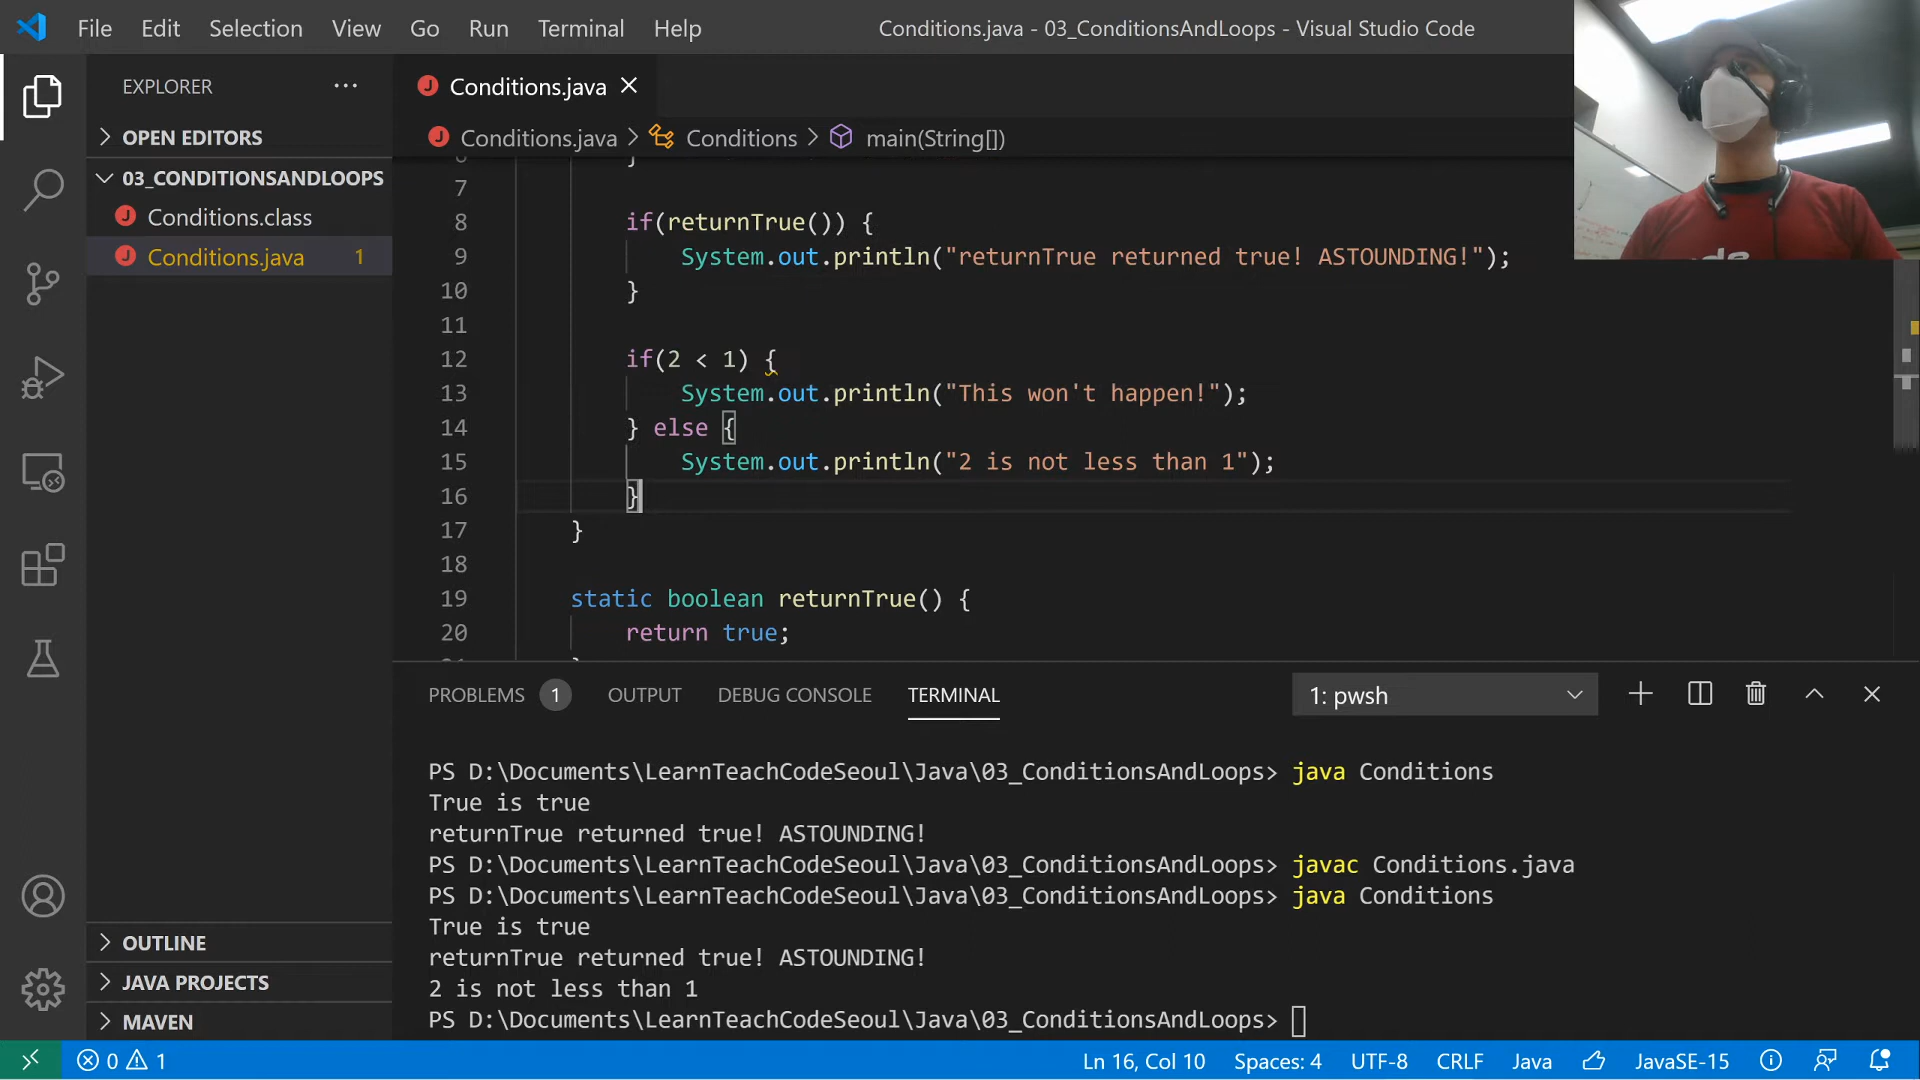 File Edit Selection View Go Run Terminal Help Conditions.java - 03_ConditionsAndLoops - Visual Studio Code
EXPLORER ···
OPEN EDITORS
03_CONDITIONSANDLOOPS
Conditions.class
Conditions.java 1
OUTLINE
JAVA PROJECTS
MAVEN
Conditions.java
Conditions.java > Conditions > main(String[])
7
8 if(returnTrue()) {
9 System.out.println("returnTrue returned true! ASTOUNDING!");
10 }
11
12 if(2 < 1) {
13 System.out.println("This won't happen!");
14 } else {
15 System.out.println("2 is not less than 1");
16 }
17 }
18
19 static boolean returnTrue() {
20 return true;
PROBLEMS 1 OUTPUT DEBUG CONSOLE TERMINAL 1: pwsh
PS D:\Documents\LearnTeachCodeSeoul\Java\03_ConditionsAndLoops> java Conditions
True is true
returnTrue returned true! ASTOUNDING!
PS D:\Documents\LearnTeachCodeSeoul\Java\03_ConditionsAndLoops> javac Conditions.java
PS D:\Documents\LearnTeachCodeSeoul\Java\03_ConditionsAndLoops> java Conditions
True is true
returnTrue returned true! ASTOUNDING!
2 is not less than 1
PS D:\Documents\LearnTeachCodeSeoul\Java\03_ConditionsAndLoops>
0 1 Ln 16, Col 10 Spaces: 4 UTF-8 CRLF Java JavaSE-15